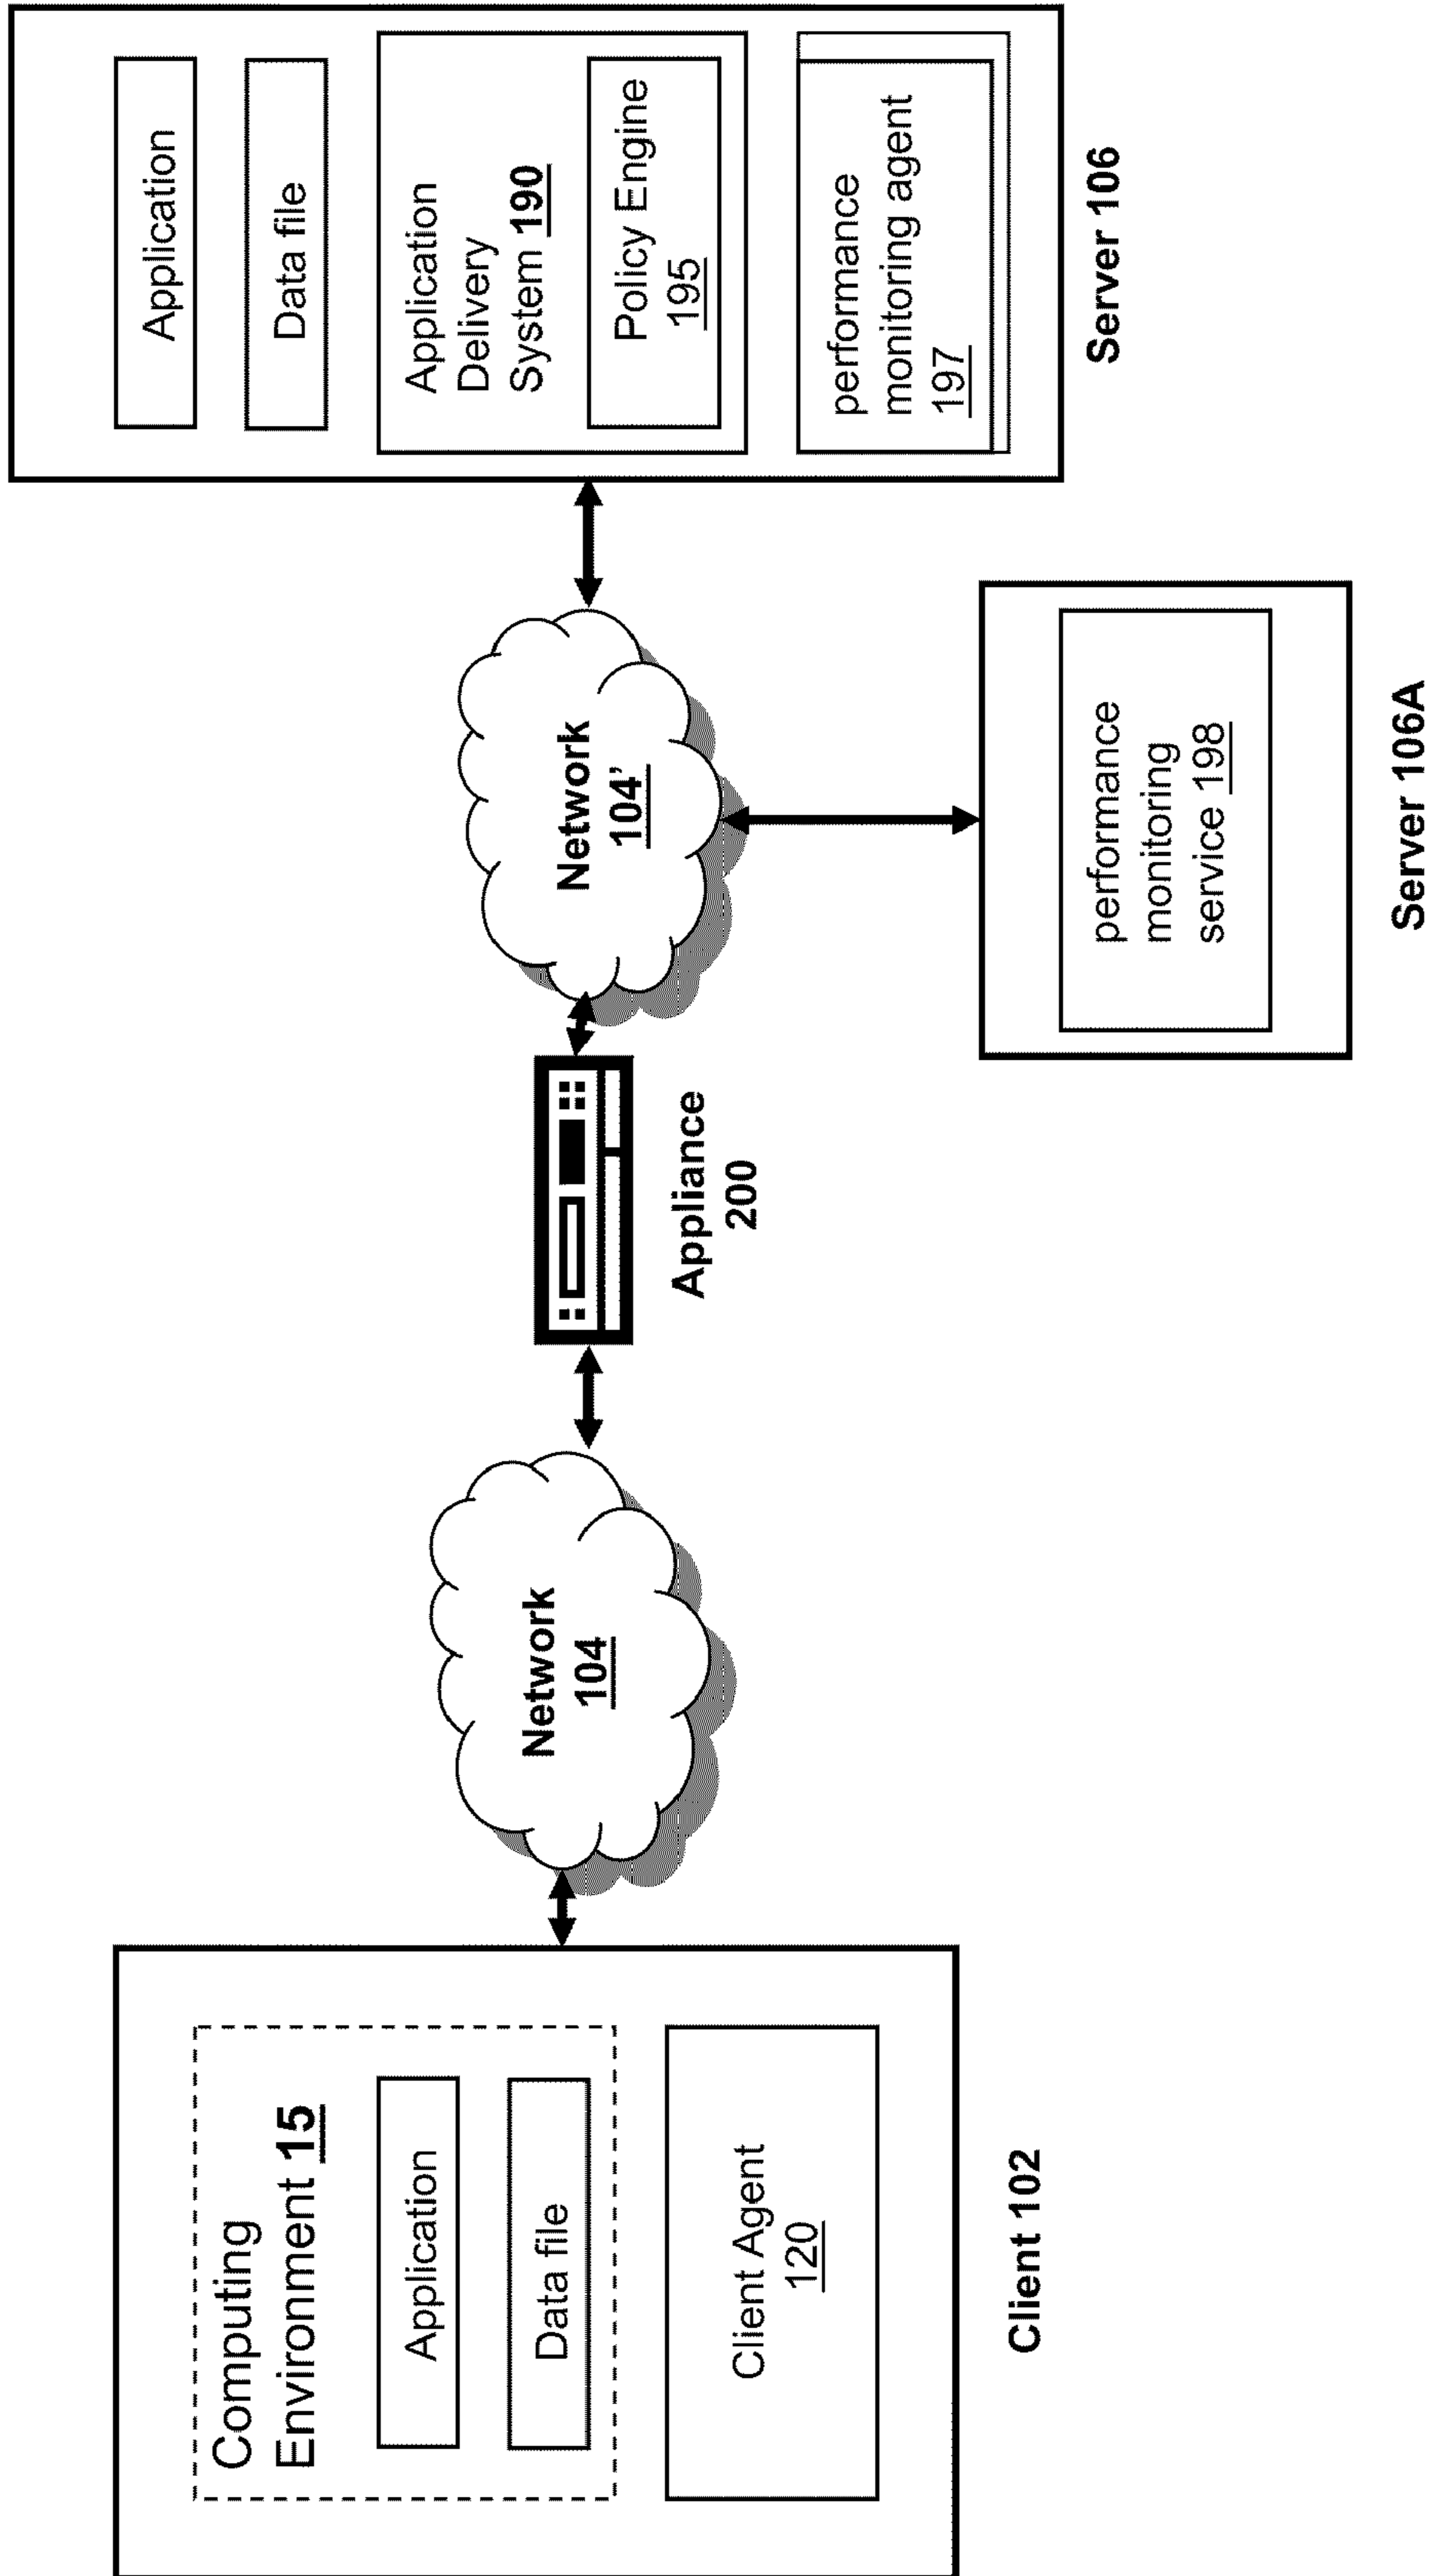 Computing
Environment 15
Application
Data file
Client Agent
120
Client 102
Network
104
Appliance
200
Network
104’
performance
monitoring
service 198
Server 106A
Application
Data file
Application
Delivery
System 190
Policy Engine
195
performance
monitoring agent
197
Server 106